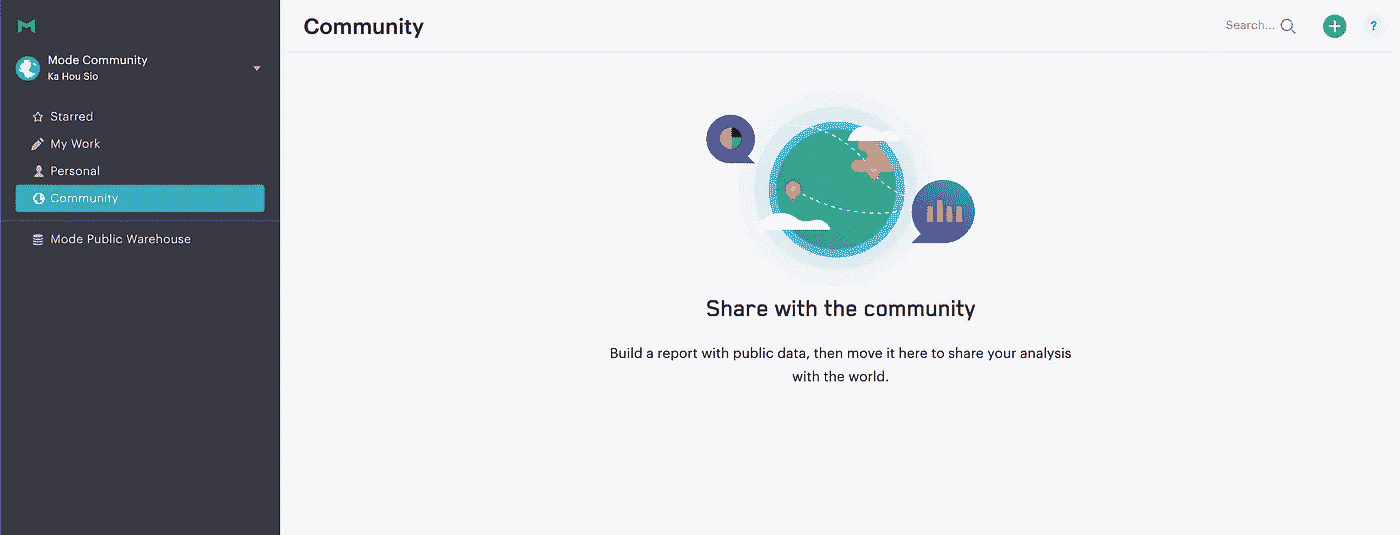 Mode Community
Ka Hou Sio
Starred
My Work
Personal
Community
Mode Public Warehouse
Community
Search...
?
Share with the community
Build a report with public data, then move it here to share your analysis
with the world.